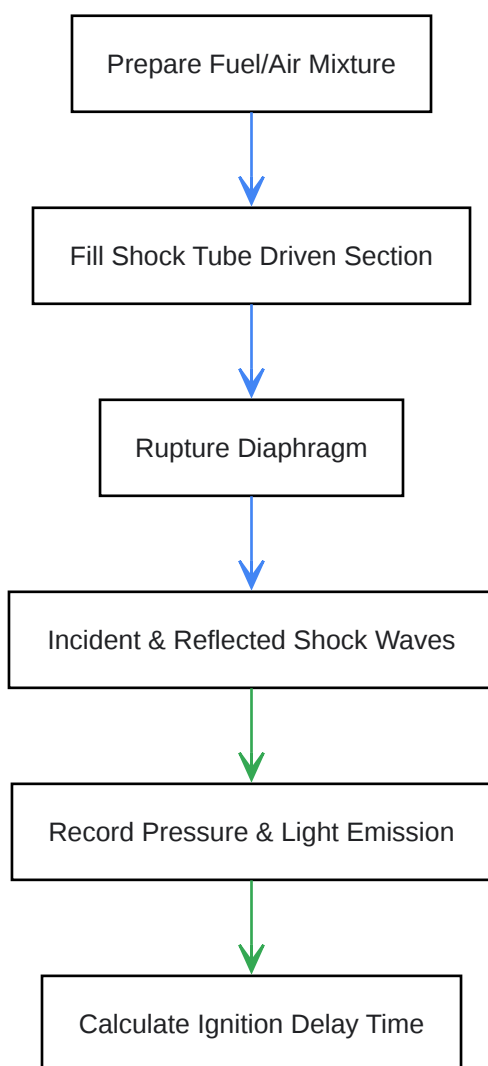 Prepare Fuel/Air Mixture
Fill Shock Tube Driven Section
Rupture Diaphragm
Incident & Reflected Shock Waves
Record Pressure & Light Emission
Calculate Ignition Delay Time